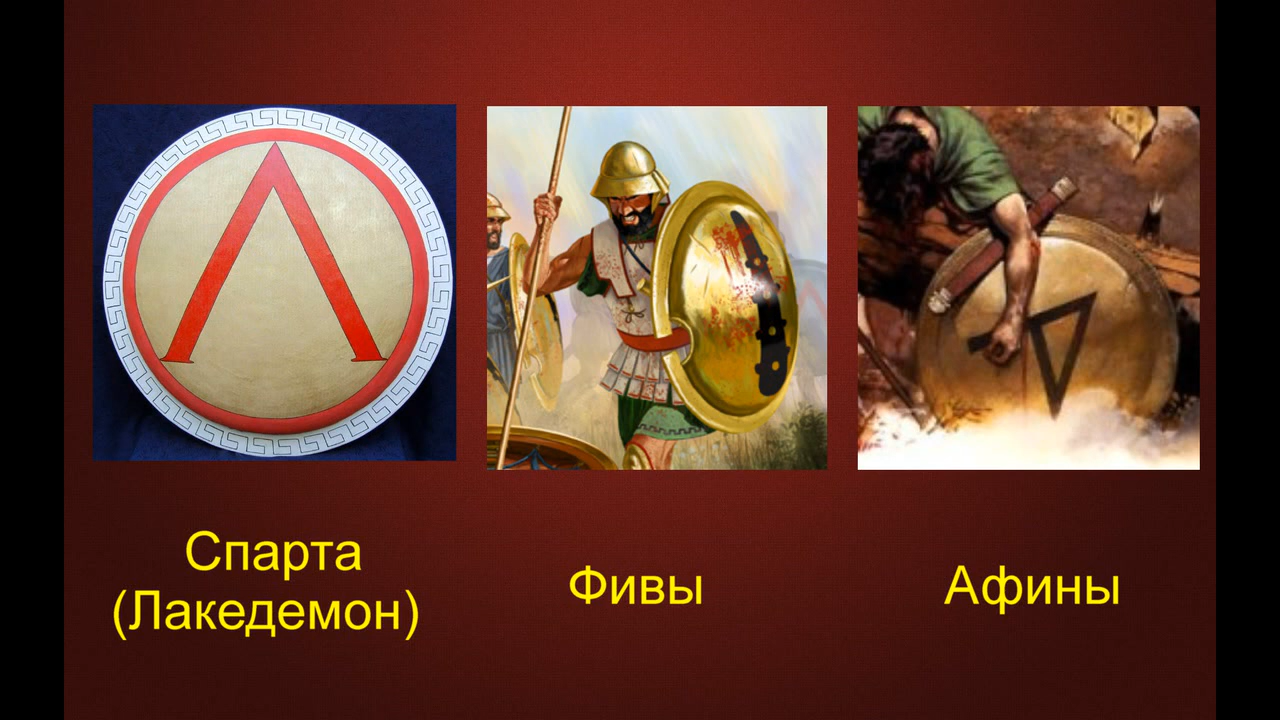 Λ
Спарта
(Лакедемон)
Фивы
Афины